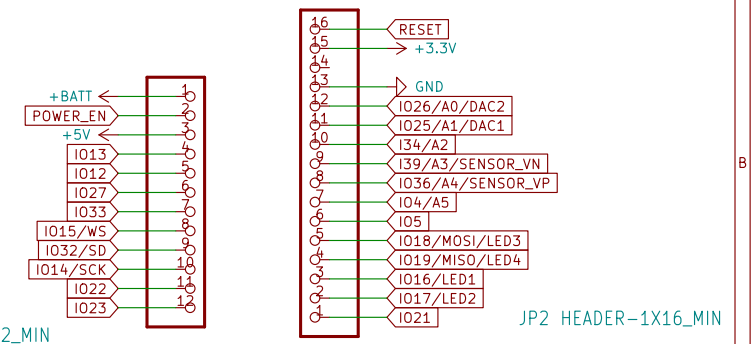 16 RESET
15 +3.3V
14
13 GND
12 IO26/A0/DAC2
11 IO25/A1/DAC1
10 I34/A2
9 I39/A3/SENSOR_VN
8 IO36/A4/SENSOR_VP
7 IO4/A5
6 IO5
5 IO18/MOSI/LED3
4 IO19/MISO/LED4
3 IO16/LED1
2 IO17/LED2
1 IO21
+BATT 1
POWER_EN 2
+5V 3
IO13 4
IO12 5
IO27 6
IO33 7
IO15/WS 8
IO32/SD 9
IO14/SCK 10
IO22 11
IO23 12
2_MIN
JP2 HEADER-1X16_MIN
B